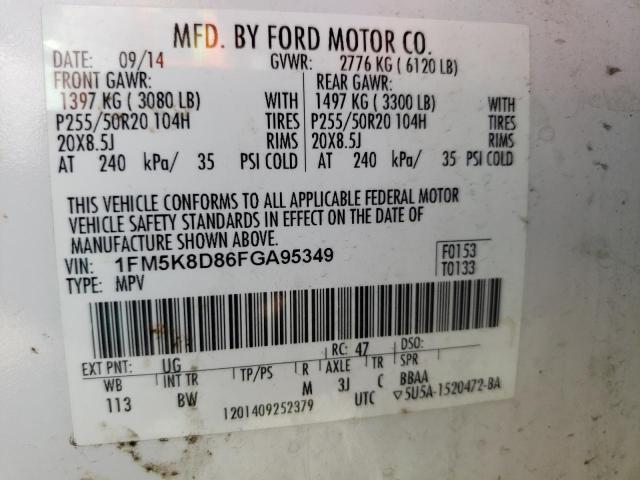 MFD. BY FORD MOTOR CO.
DATE: 09/14 GVWR: 2776 KG ( 6120 LB)
FRONT GAWR: REAR GAWR:
1397 KG ( 3080 LB) WITH 1497 KG ( 3300 LB) WITH
P255/50R20 104H TIRES P255/50R20 104H TIRES
20X8.5J RIMS 20X8.5J RIMS
AT 240 kPa/ 35 PSI COLD AT 240 kPa/ 35 PSI COLD
THIS VEHICLE CONFORMS TO ALL APPLICABLE FEDERAL MOTOR
VEHICLE SAFETY STANDARDS IN EFFECT ON THE DATE OF
MANUFACTURE SHOWN ABOVE.
VIN: 1FM5K8D86FGA95349 F0153
TYPE: MPV T0133
EXT PNT: UG RC: 47 DSO:
WB INT TR TP/PS R AXLE TR SPR
113 BW M 3J C BBAA
1201409252379 UTC ▽5U5A-1520472-BA